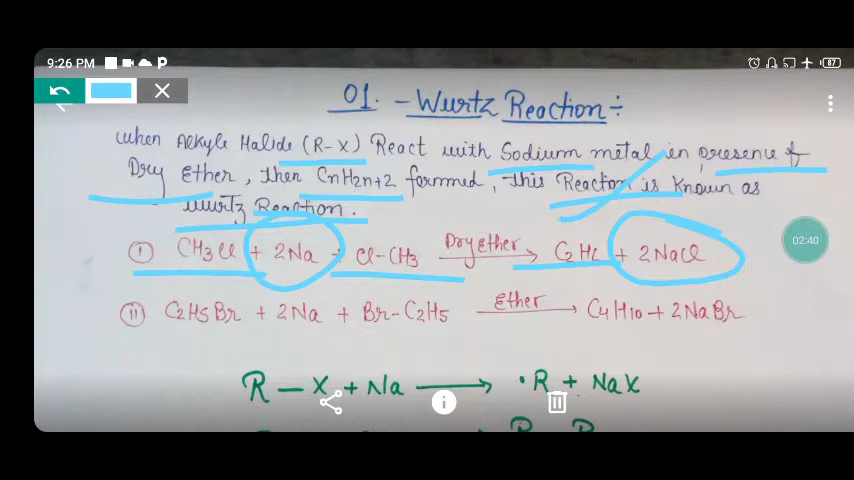 9:26 PM
87
01. - Wurtz Reaction:-
when Alkyle Halide (R-X) React with Sodium metal in presence of
Dry Ether, then CnH2n+2 formed, this Reaction is Known as
wurtz Reaction.
02:40
(i) CH3Cl + 2Na + Cl-CH3 Dry Ether → C2H6 + 2NaCl
(ii) C2H5Br + 2Na + Br-C2H5 Ether → C4H10 + 2NaBr
R - X + Na → •R + NaX